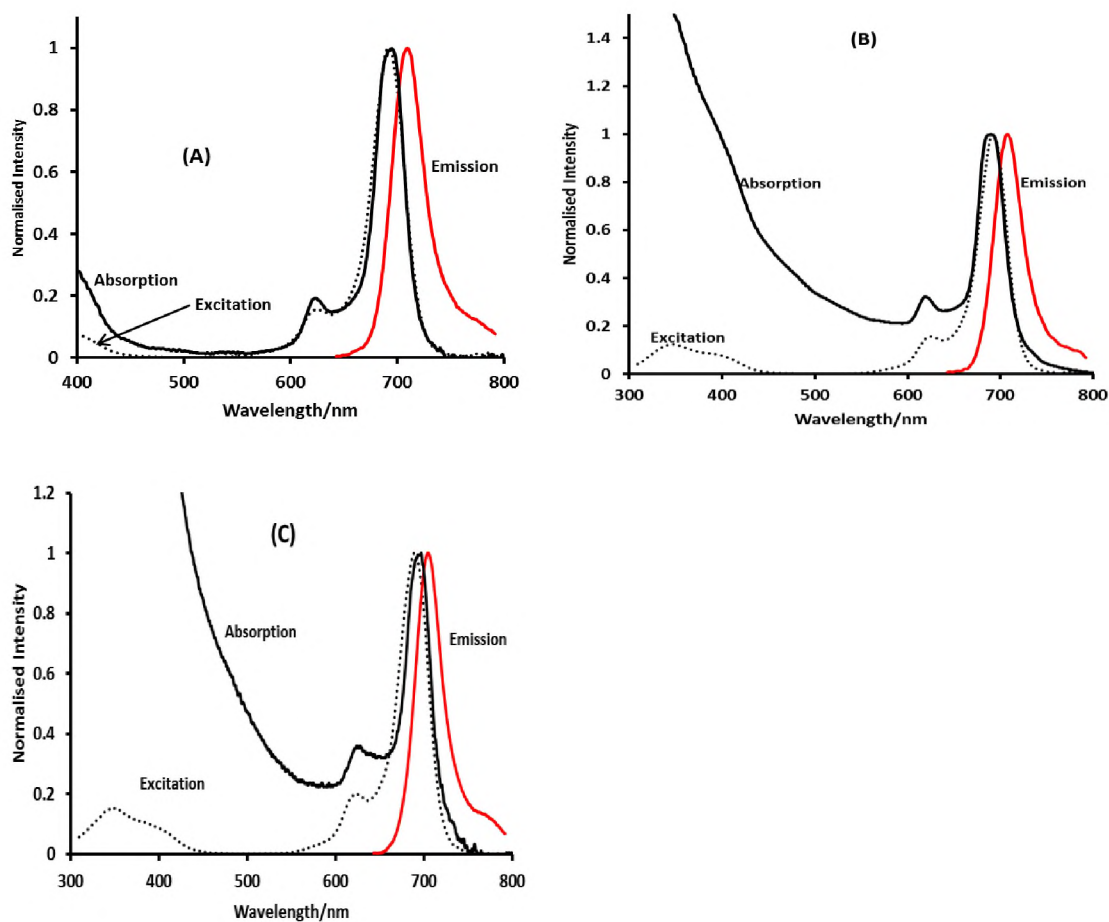 (A)
Normalised Intensity
1
0.8
0.6
0.4
0.2
0
Absorption
Excitation
Emission
400 500 600 700 800
Wavelength/nm
(B)
Normalised Intensity
1.4
1.2
1
0.8
0.6
0.4
0.2
0
Absorption
Emission
Excitation
300 400 500 600 700 800
Wavelength/nm
(C)
Normalised Intensity
1.2
1
0.8
0.6
0.4
0.2
0
Absorption
Emission
Excitation
300 400 500 600 700 800
Wavelength/nm